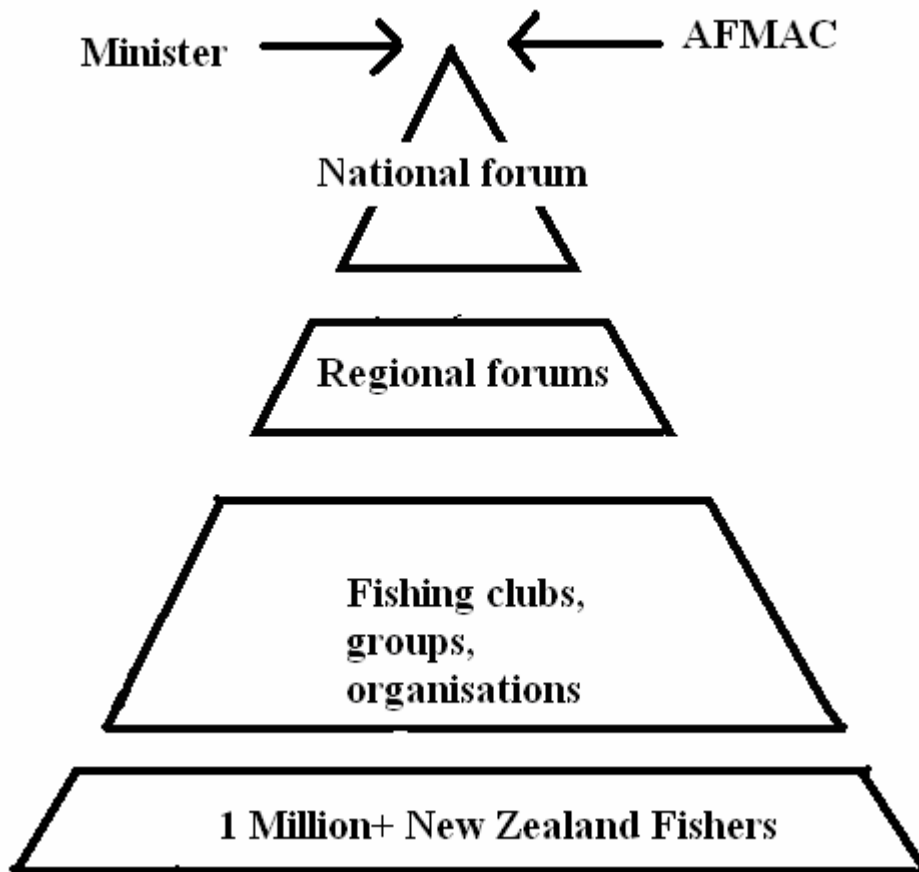 Minister
AFMAC
National forum
Regional forums
Fishing clubs,
groups,
organisations
1 Million+ New Zealand Fishers